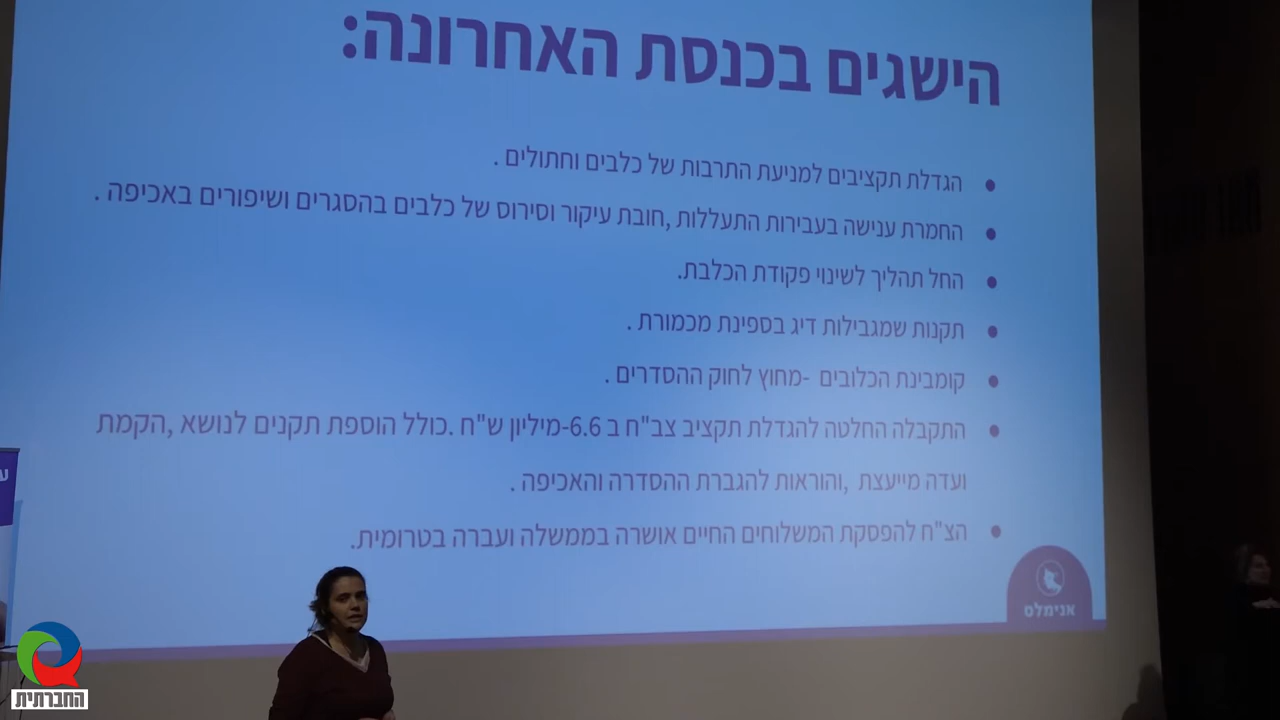 הישגים בכנסת האחרונה:
• הגדלת תקציבים למניעת התרבות של כלבים וחתולים .
• החמרת ענישה בעבירות התעללות ,חובת עיקור וסירוס של כלבים בהסגרים ושיפורים באכיפה .
• החל תהליך לשינוי פקודת הכלבת.
• תקנות שמגבילות דיג בספינת מכמורת .
• קומבינת הכלובים -מחוץ לחוק ההסדרים .
• התקבלה החלטה להגדלת תקציב צב"ח ב 6.6-מיליון ש"ח .כולל הוספת תקנים לנושא ,הקמת
ועדה מייעצת ,והוראות להגברת ההסדרה והאכיפה .
• הצ"ח להפסקת המשלוחים החיים אושרה בממשלה ועברה בטרומית.
אנימלס
החברתית